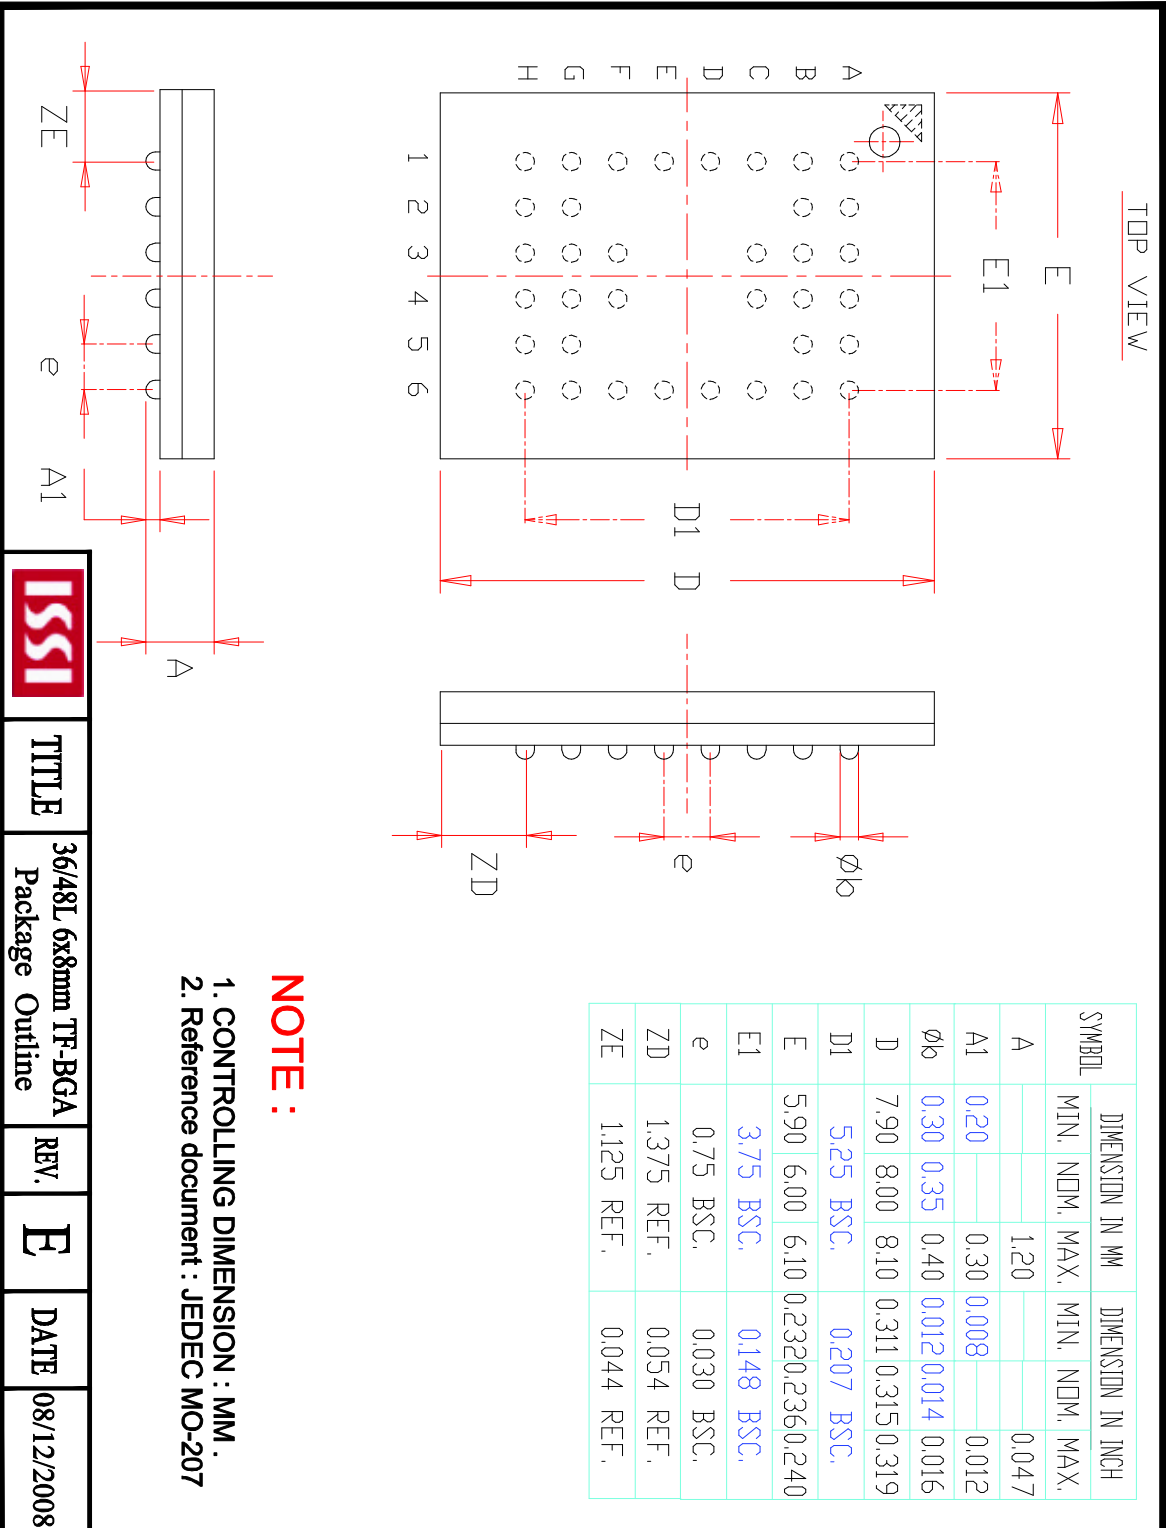 TOP VIEW
E
E1
A
B
C
D
E
F
G
H
1 2 3 4 5 6
D1
D
ZE
e
A1
A
Øb
e
ZD
SYMBOL DIMENSION IN MM DIMENSION IN INCH
MIN. NOM. MAX. MIN. NOM. MAX.
A 1.20 0.047
A1 0.20 0.30 0.008 0.012
Øb 0.30 0.35 0.40 0.012 0.014 0.016
D 7.90 8.00 8.10 0.311 0.315 0.319
D1 5.25 BSC. 0.207 BSC.
E 5.90 6.00 6.10 0.232 0.236 0.240
E1 3.75 BSC. 0.148 BSC.
e 0.75 BSC. 0.030 BSC.
ZD 1.375 REF. 0.054 REF.
ZE 1.125 REF. 0.044 REF.
NOTE :
1. CONTROLLING DIMENSION : MM .
2. Reference document : JEDEC MO-207
ISSI
TITLE
36/48L 6x8mm TF-BGA
Package Outline
REV.
E
DATE
08/12/2008